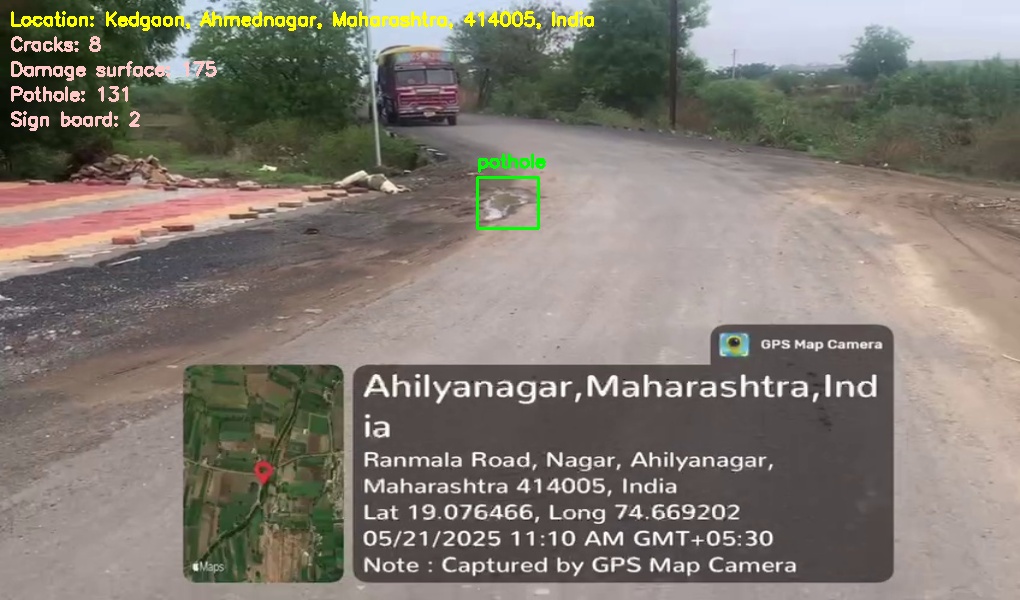 Location: Kedgaon, Ahmednagar, Maharashtra, 414005, India
Cracks: 8
Damage surface: 175
Pothole: 131
Sign board: 2
pothole
GPS Map Camera
Ahilyanagar,Maharashtra,Ind
ia
Ranmala Road, Nagar, Ahilyanagar,
Maharashtra 414005, India
Lat 19.076466, Long 74.669202
05/21/2025 11:10 AM GMT+05:30
Note : Captured by GPS Map Camera
Maps